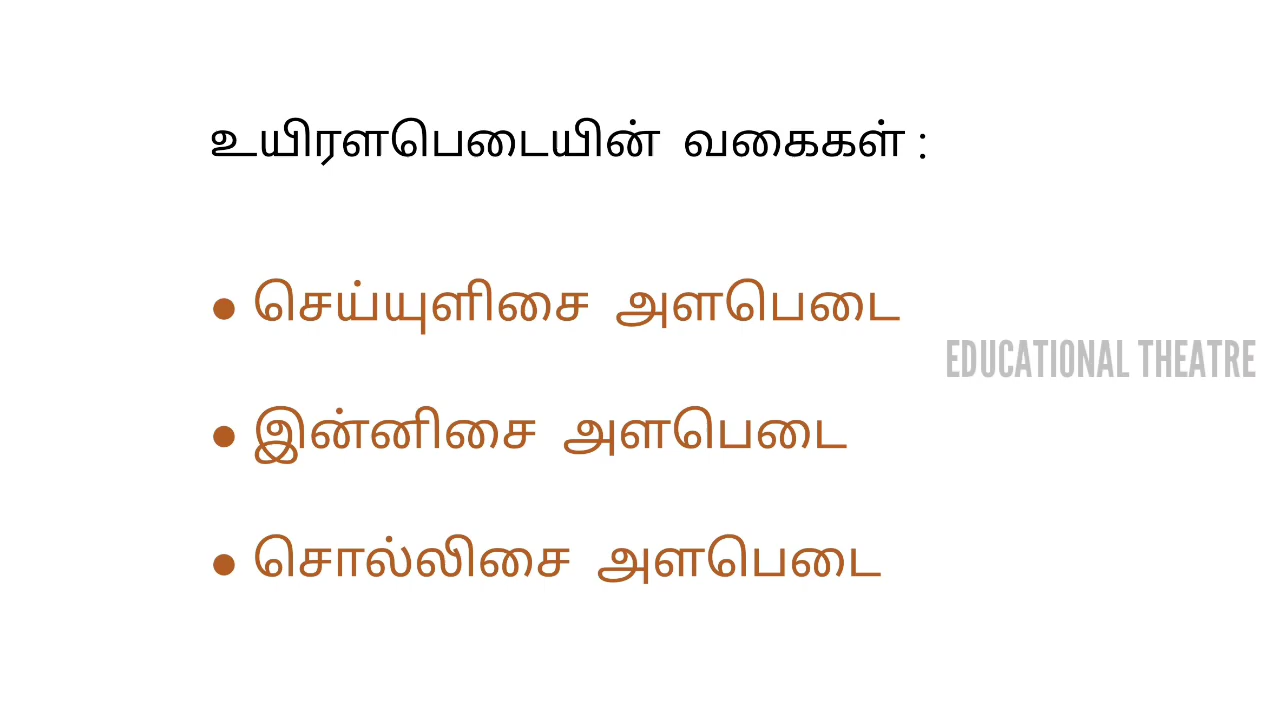 உயிரளபெடையின் வகைகள் :
• செய்யுளிசை அளபெடை
EDUCATIONAL THEATRE
• இன்னிசை அளபெடை
• சொல்லிசை அளபெடை